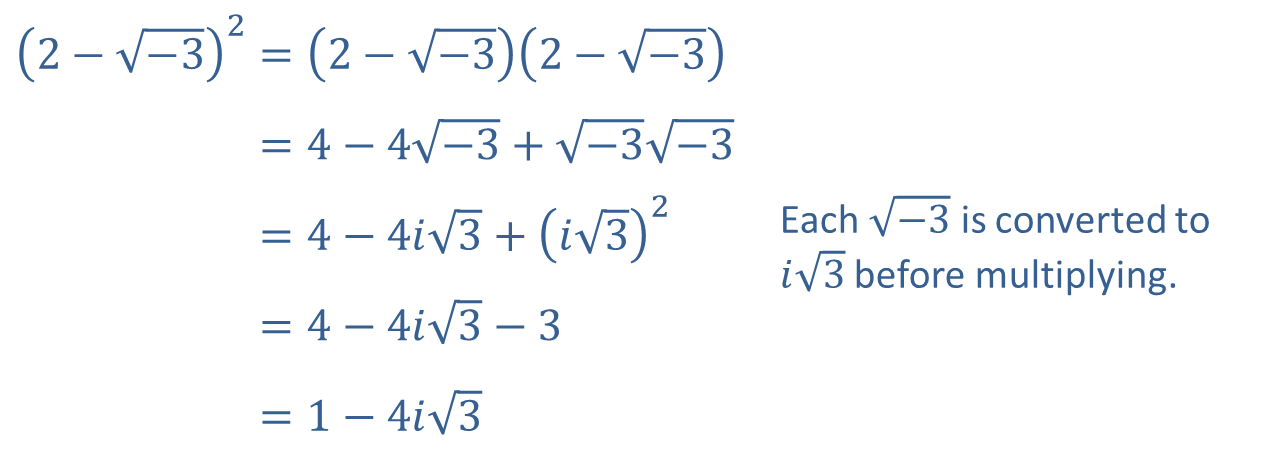 (2 − √−3)² = (2 − √−3)(2 − √−3)
= 4 − 4√−3 + √−3√−3
= 4 − 4i√3 + (i√3)²
Each √−3 is converted to
i√3 before multiplying.
= 4 − 4i√3 − 3
= 1 − 4i√3